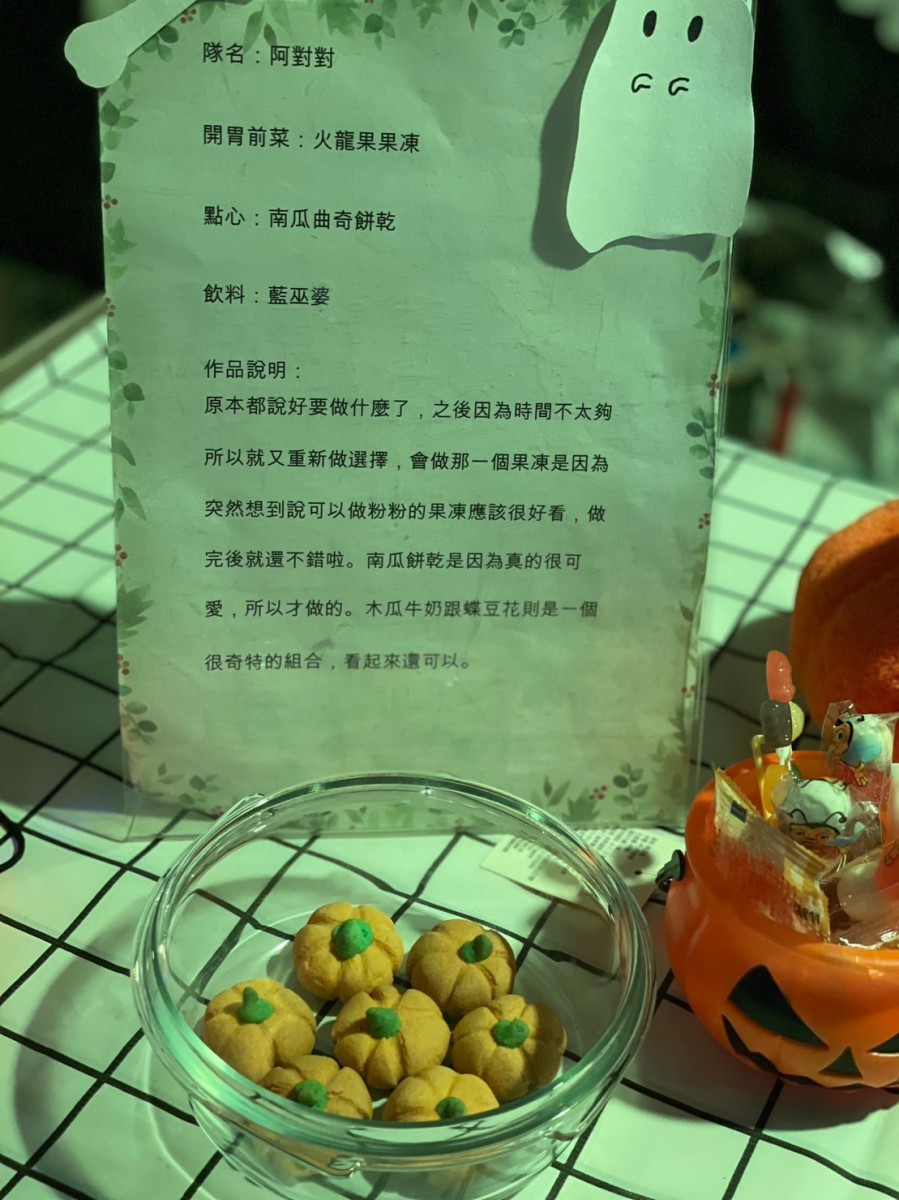 隊名：阿對對
開胃前菜：火龍果果凍
點心：南瓜曲奇餅乾
飲料：藍巫婆
作品說明：
原本都說好要做什麼了，之後因為時間不太夠
所以就又重新做選擇，會做那一個果凍是因為
突然想到說可以做粉粉的果凍應該很好看，做
完後就還不錯啦。南瓜餅乾是因為真的很可
愛，所以才做的。木瓜牛奶跟蝶豆花則是一個
很奇特的組合，看起來還可以。